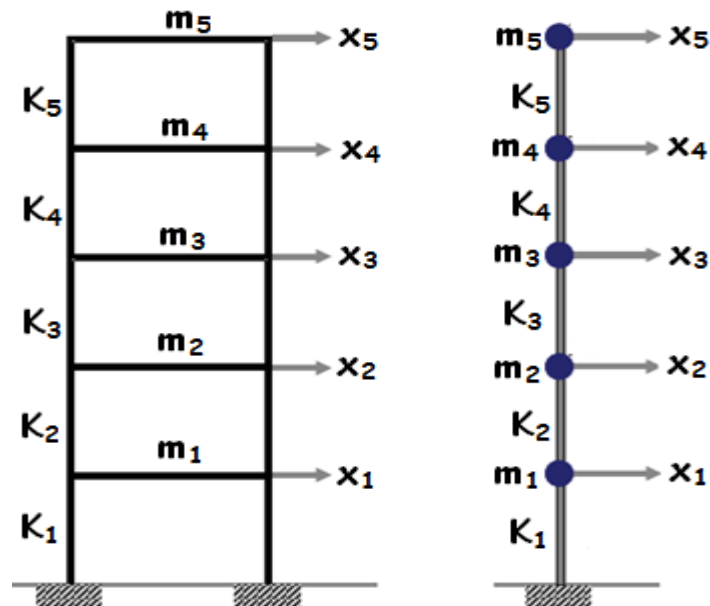 m₅
x₅
K₅
m₄
x₄
K₄
m₃
x₃
K₃
m₂
x₂
K₂
m₁
x₁
K₁
m₅
x₅
K₅
m₄
x₄
K₄
m₃
x₃
K₃
m₂
x₂
K₂
m₁
x₁
K₁